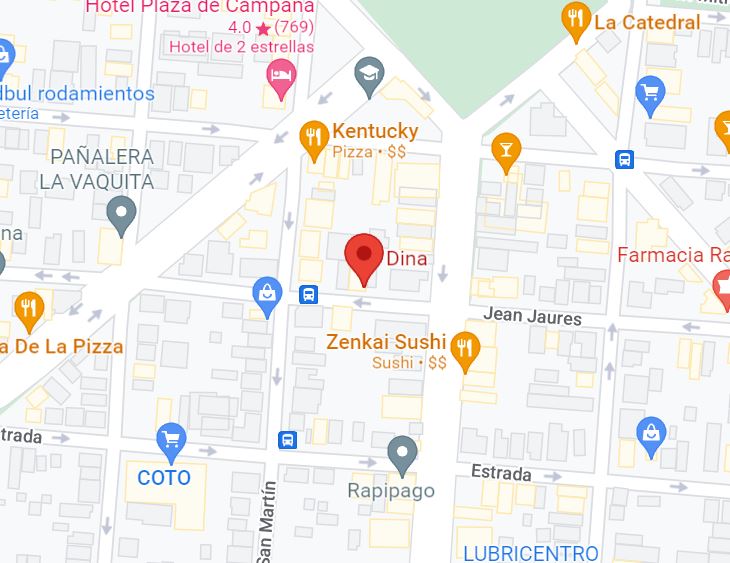 Hotel Plaza de Campana
4.0 ★ (769)
Hotel de 2 estrellas
La Catedral
dbul rodamientos
etería
Kentucky
Pizza • $$
PAÑALERA
LA VAQUITA
na
Dina
Farmacia Ra
Jean Jaures
Zenkai Sushi
Sushi • $$
a De La Pizza
trada
COTO
Estrada
Rapipago
San Martín
LUBRICENTRO